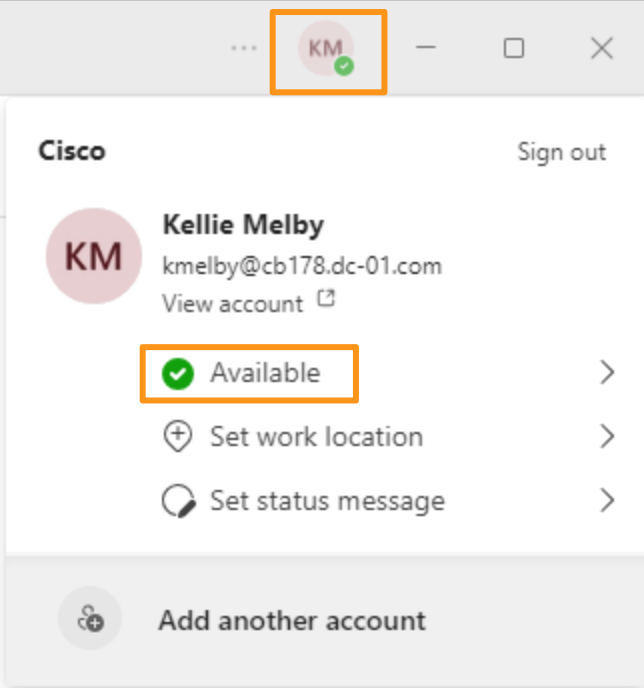 KM
Cisco
Sign out
KM
Kellie Melby
kmelby@cb178.dc-01.com
View account
Available
Set work location
Set status message
Add another account